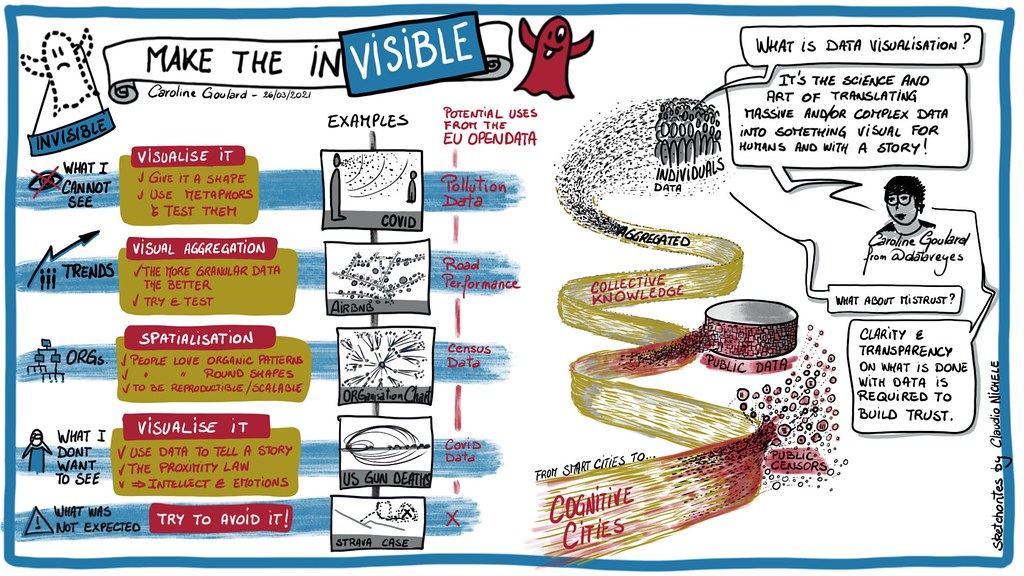 MAKE THE INVISIBLE
Caroline Goulard - 26/03/2021
INVISIBLE
EXAMPLES
POTENTIAL USES
FROM THE
EU OPENDATA
WHAT I
CANNOT
SEE
VISUALISE IT
✓ GIVE IT A SHAPE
✓ USE METAPHORS
& TEST THEM
COVID
Pollution
Data
TRENDS
VISUAL AGGREGATION
✓ THE MORE GRANULAR DATA
THE BETTER
✓ TRY & TEST
AIRBNB
Road
Performance
ORGs
SPATIALISATION
✓ PEOPLE LOVE ORGANIC PATTERNS
✓ " " ROUND SHAPES
✓ TO BE REPRODUCIBLE/SCALABLE
ORGanisation Chart
Census
Data
WHAT I
DONT
WANT
TO SEE
VISUALISE IT
✓ USE DATA TO TELL A STORY
✓ THE PROXIMITY LAW
✓ ⇒ INTELLECT & EMOTIONS
US GUN DEATHS
Covid
Data
WHAT WAS
NOT EXPECTED
TRY TO AVOID IT!
STRAVA CASE
X
INDIVIDUALS
DATA
AGGREGATED
COLLECTIVE
KNOWLEDGE
PUBLIC DATA
PUBLIC
CENSORS
FROM SMART CITIES TO...
COGNITIVE
CITIES
WHAT IS DATA VISUALISATION?
IT'S THE SCIENCE AND
ART OF TRANSLATING
MASSIVE AND/OR COMPLEX DATA
INTO SOMETHING VISUAL FOR
HUMANS AND WITH A STORY!
Caroline Goulard
from @dataveyes
WHAT ABOUT MISTRUST?
CLARITY &
TRANSPARENCY
ON WHAT IS DONE
WITH DATA IS
REQUIRED TO
BUILD TRUST.
Sketchnotes by Claudio NICHELE